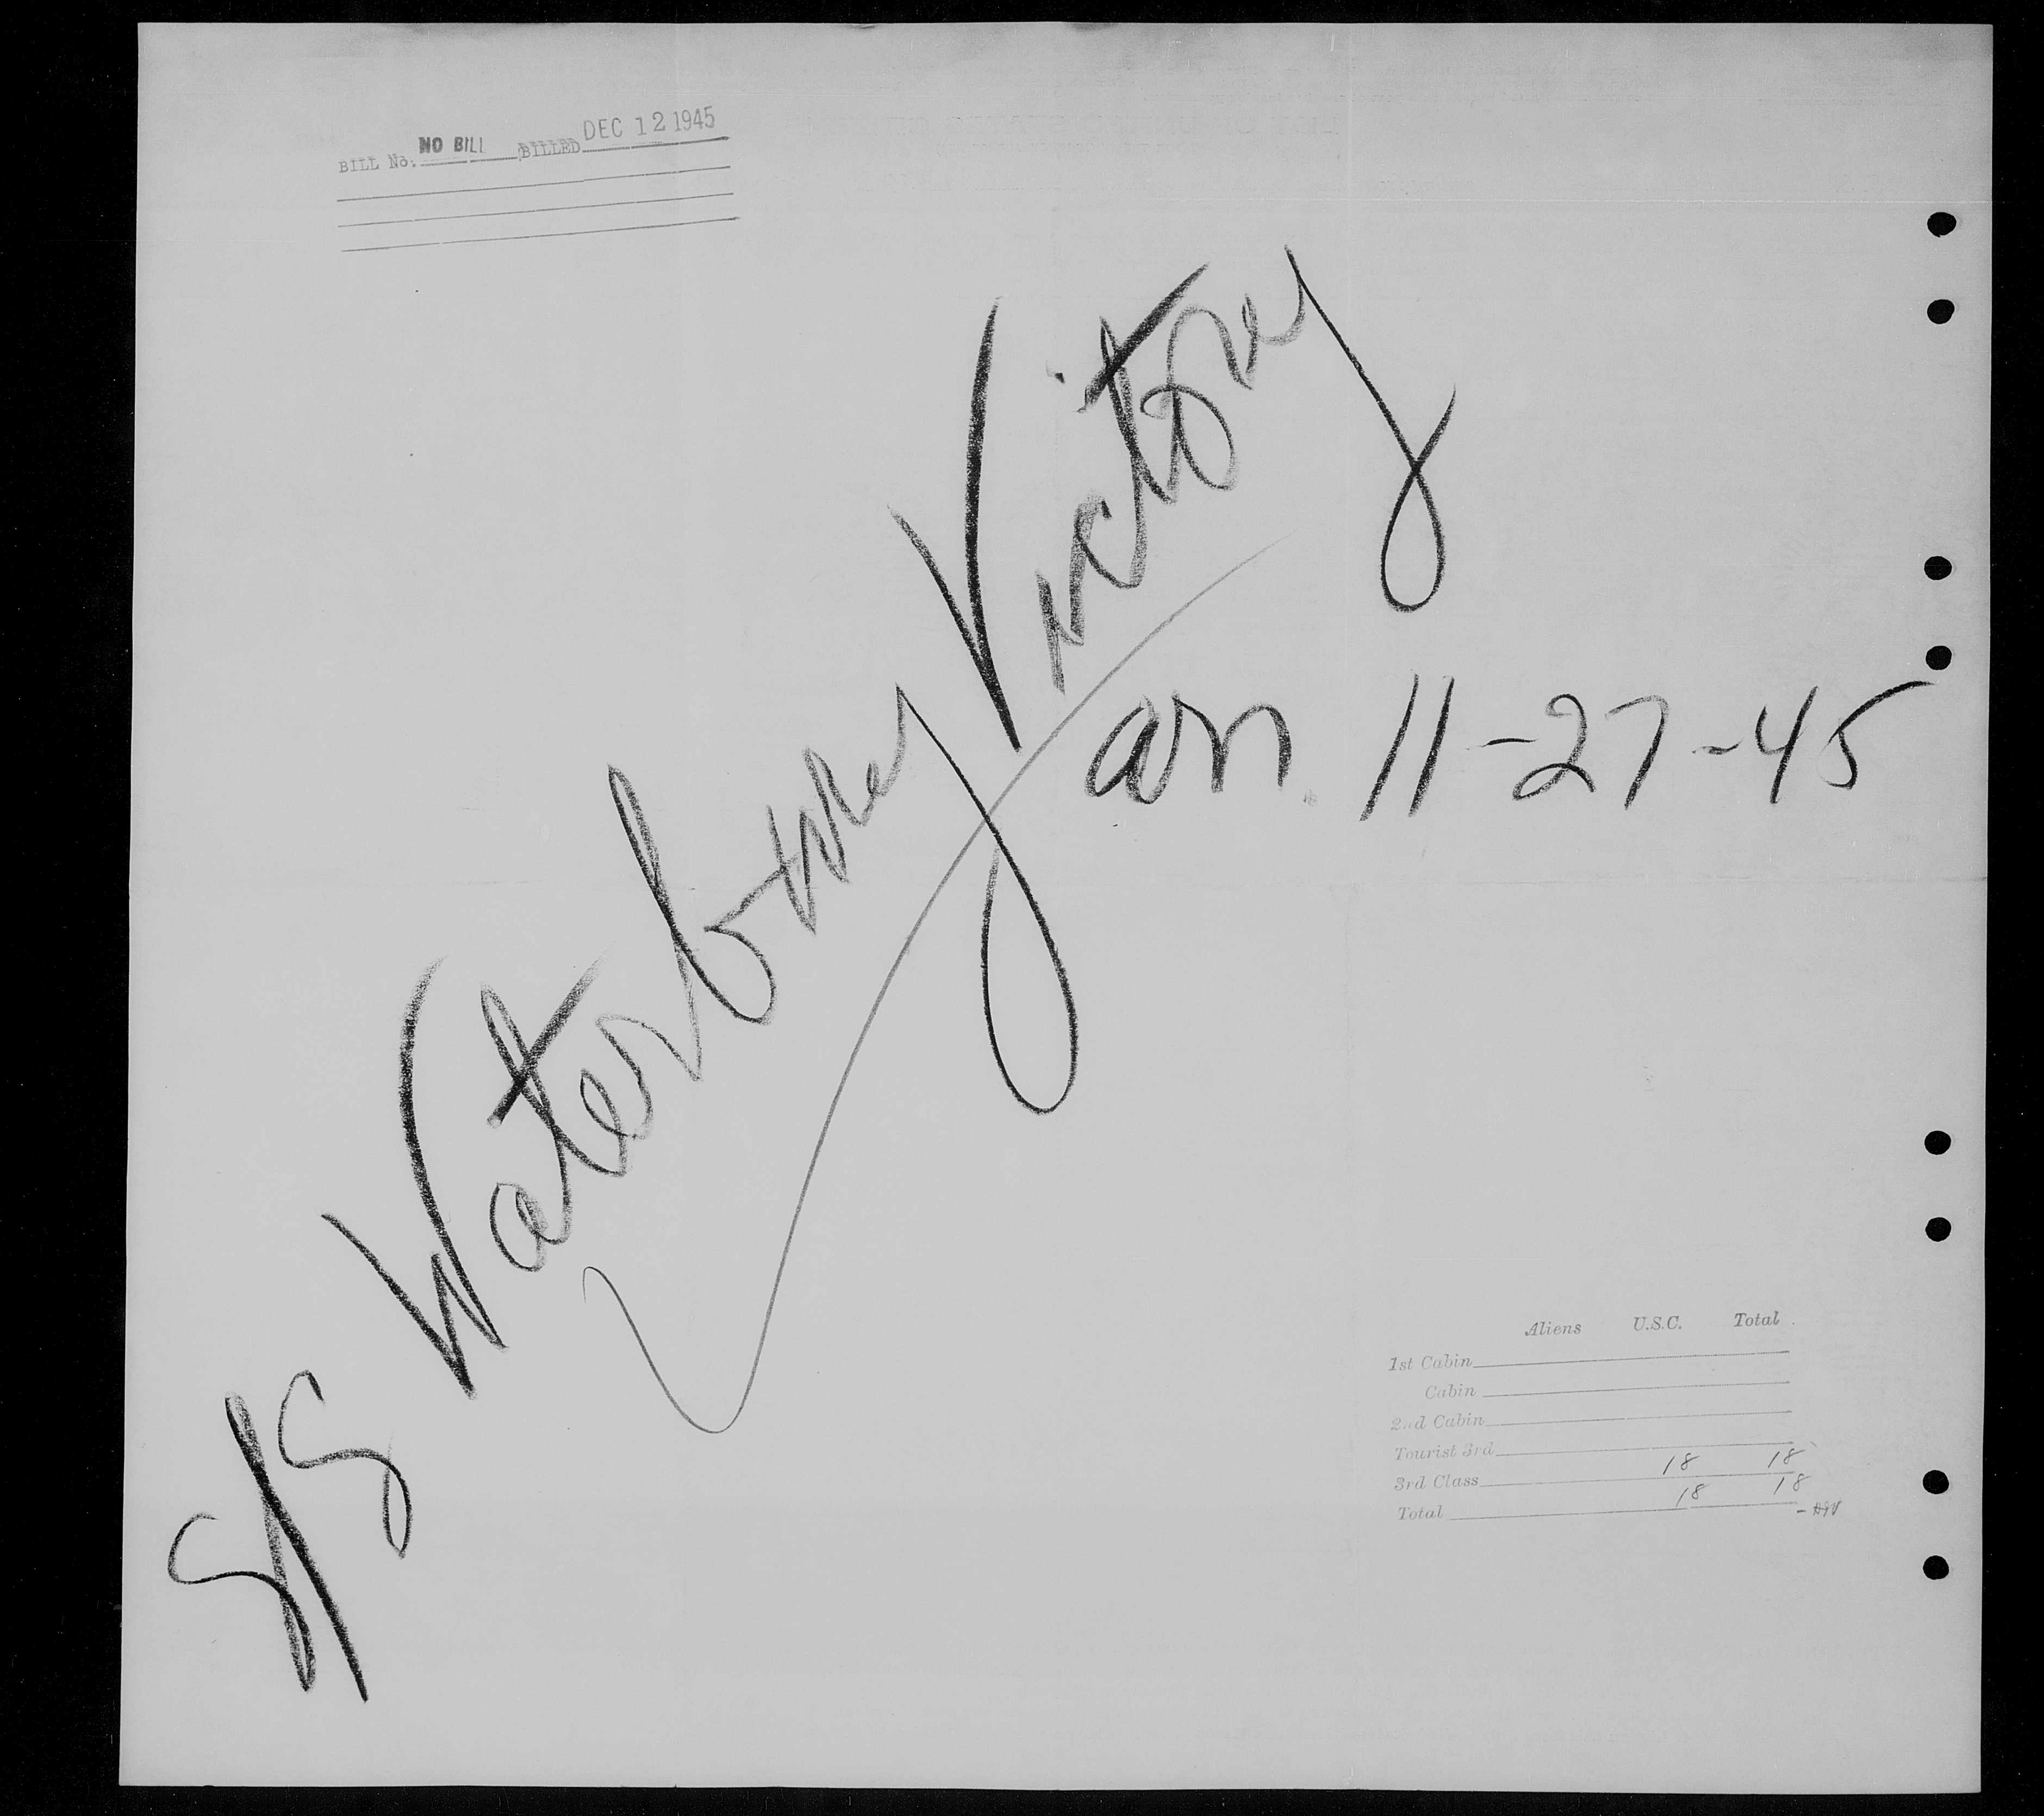 BILL No. NO BILL BILLED DEC 12 1945
S/S Waterbury Victory
arr. 11-27-45
Aliens U.S.C. Total
1st Cabin
Cabin
2nd Cabin
Tourist 3rd
3rd Class 18 18
Total 18 18